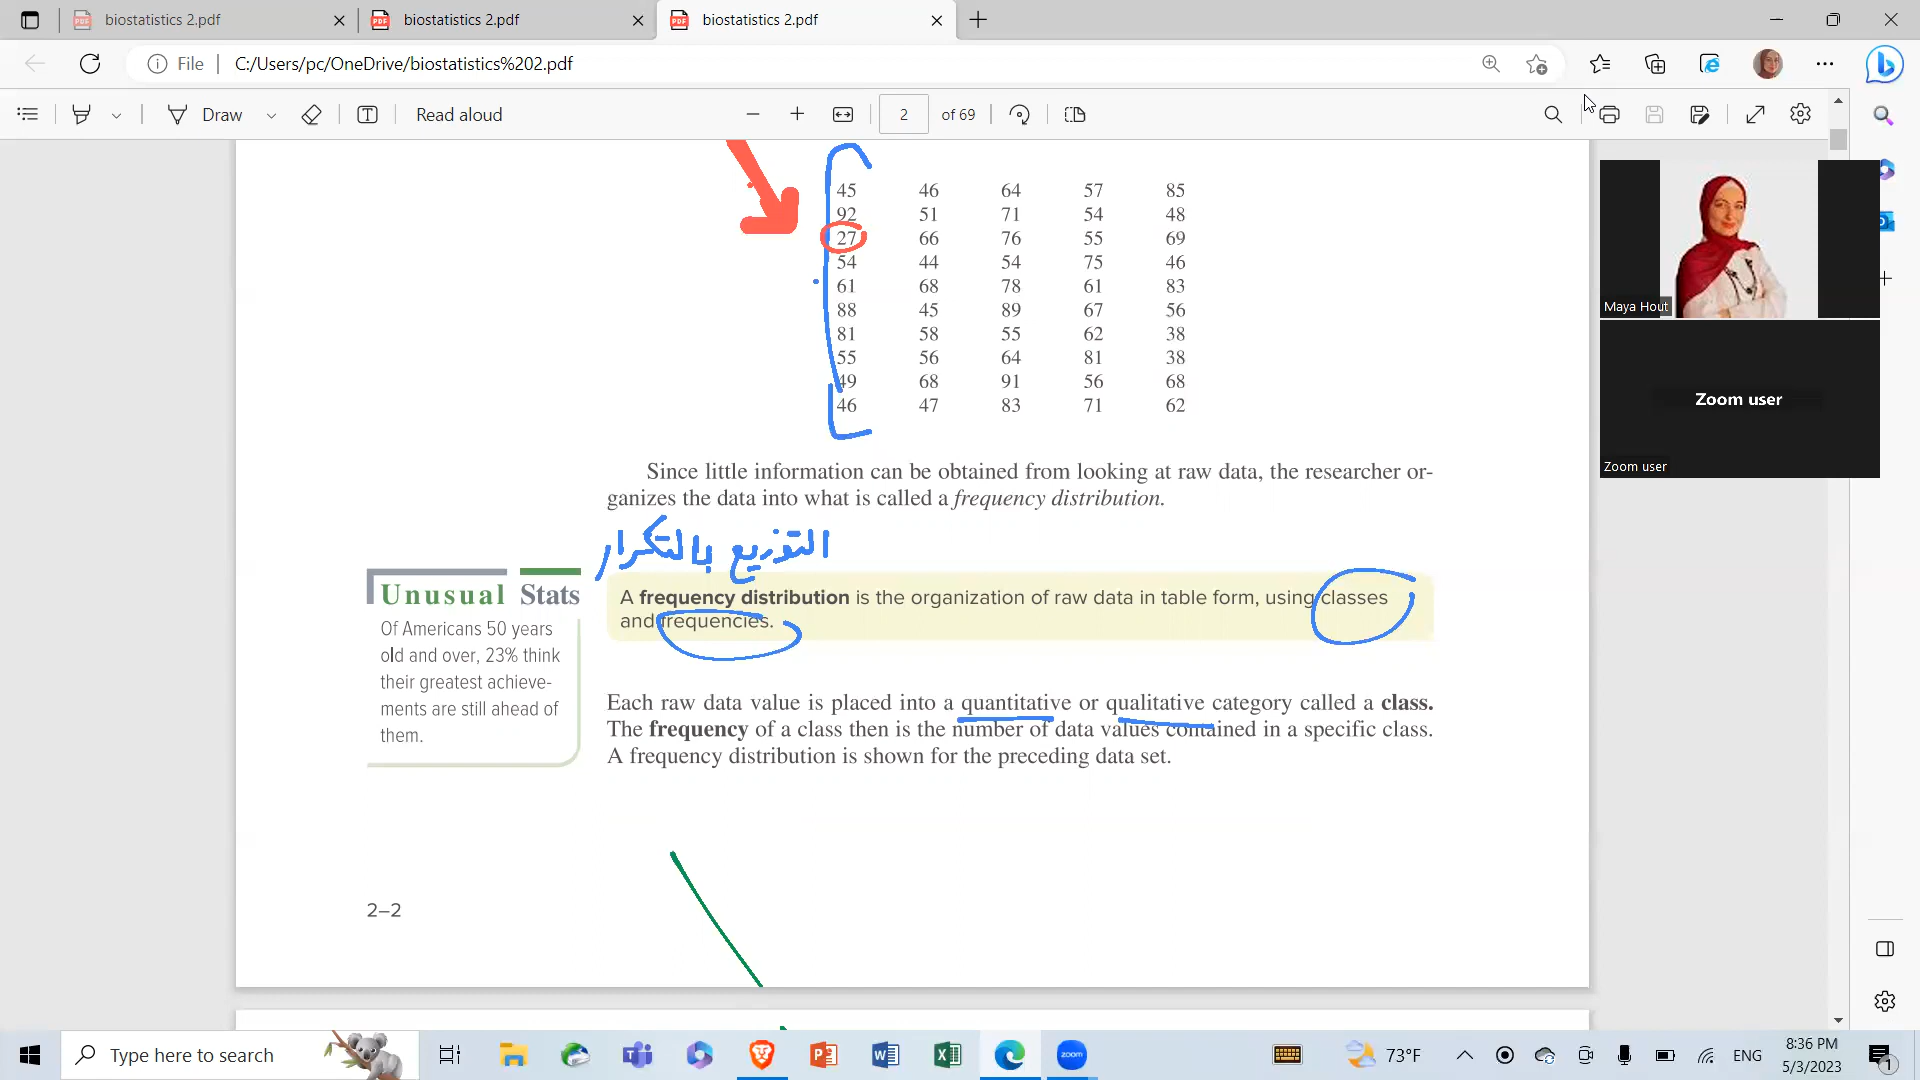 biostatistics 2.pdf
biostatistics 2.pdf
biostatistics 2.pdf
File
C:/Users/pc/OneDrive/biostatistics%202.pdf
Draw
Read aloud
2
of 69
45 46 64 57 85
92 51 71 54 48
27 66 76 55 69
54 44 54 75 46
61 68 78 61 83
88 45 89 67 56
81 58 55 62 38
55 56 64 81 38
49 68 91 56 68
46 47 83 71 62
Maya Hout
Zoom user
Zoom user
Since little information can be obtained from looking at raw data, the researcher or-
ganizes the data into what is called a frequency distribution.
التوزيع بالتكرار
A frequency distribution is the organization of raw data in table form, using classes
and frequencies.
Unusual Stats
Of Americans 50 years
old and over, 23% think
their greatest achieve-
ments are still ahead of
them.
Each raw data value is placed into a quantitative or qualitative category called a class.
The frequency of a class then is the number of data values contained in a specific class.
A frequency distribution is shown for the preceding data set.
2–2
Type here to search
zoom
73°F
ENG
8:36 PM
5/3/2023
1